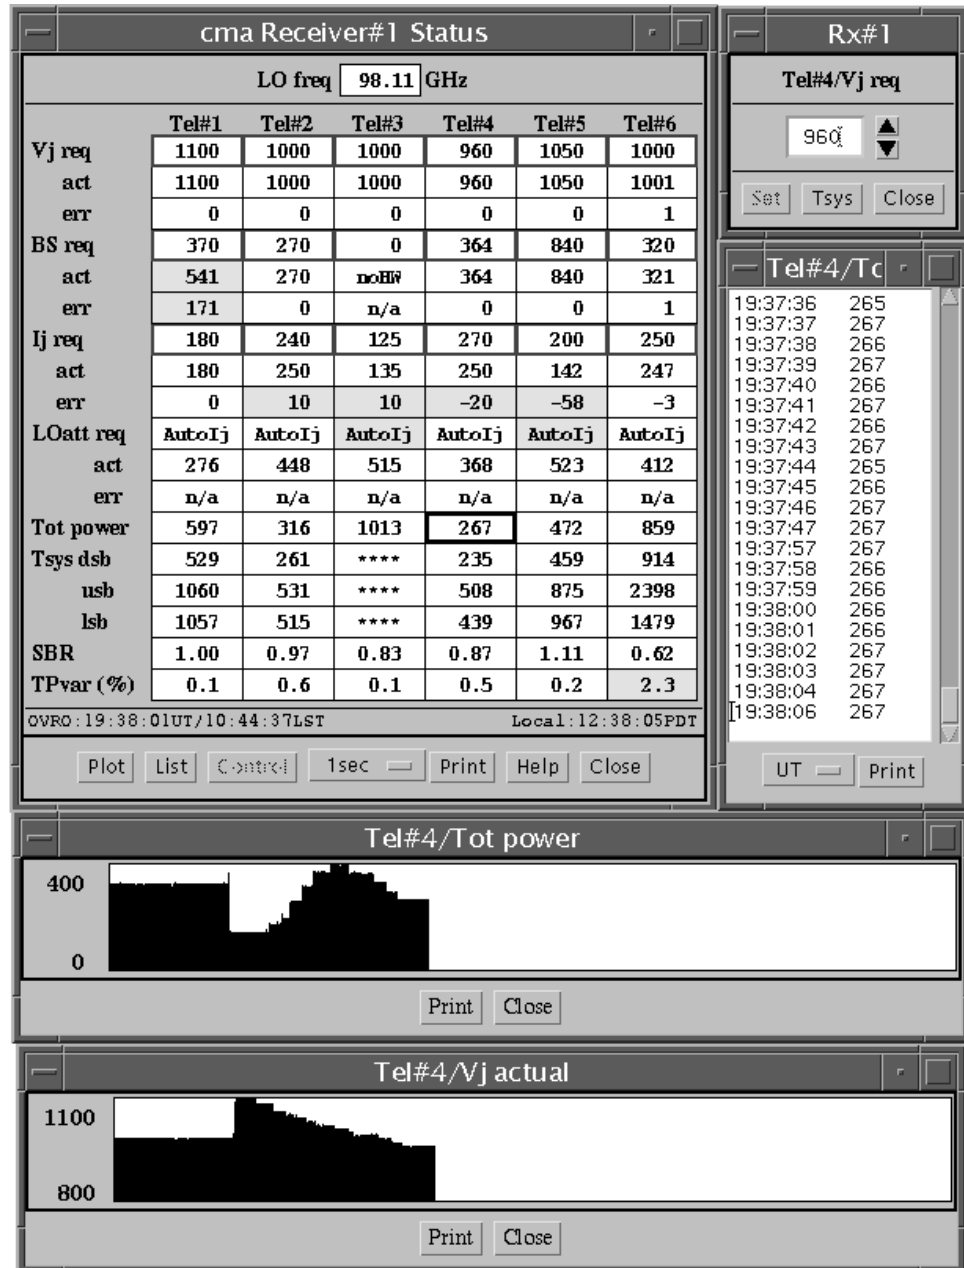 cma Receiver#1 Status
LO freq 98.11 GHz
Tel#1 Tel#2 Tel#3 Tel#4 Tel#5 Tel#6
Vj req 1100 1000 1000 960 1050 1000
act 1100 1000 1000 960 1050 1001
err 0 0 0 0 0 1
BS req 370 270 0 364 840 320
act 541 270 noHW 364 840 321
err 171 0 n/a 0 0 1
Ij req 180 240 125 270 200 250
act 180 250 135 250 142 247
err 0 10 10 -20 -58 -3
LOatt req AutoIj AutoIj AutoIj AutoIj AutoIj AutoIj
act 276 448 515 368 523 412
err n/a n/a n/a n/a n/a n/a
Tot power 597 316 1013 267 472 859
Tsys dsb 529 261 **** 235 459 914
usb 1060 531 **** 508 875 2398
lsb 1057 515 **** 439 967 1479
SBR 1.00 0.97 0.83 0.87 1.11 0.62
TPvar (%) 0.1 0.6 0.1 0.5 0.2 2.3
OVRO:19:38:01UT/10:44:37LST Local:12:38:05PDT
Plot List Control 1sec Print Help Close
Rx#1
Tel#4/Vj req
960
Set Tsys Close
Tel#4/Tc
19:37:36 265
19:37:37 267
19:37:38 266
19:37:39 267
19:37:40 266
19:37:41 267
19:37:42 266
19:37:43 267
19:37:44 265
19:37:45 266
19:37:46 267
19:37:47 267
19:37:57 267
19:37:58 266
19:37:59 266
19:38:00 266
19:38:01 266
19:38:02 267
19:38:03 267
19:38:04 267
19:38:06 267
UT Print
Tel#4/Tot power
400
0
Print Close
Tel#4/Vj actual
1100
800
Print Close